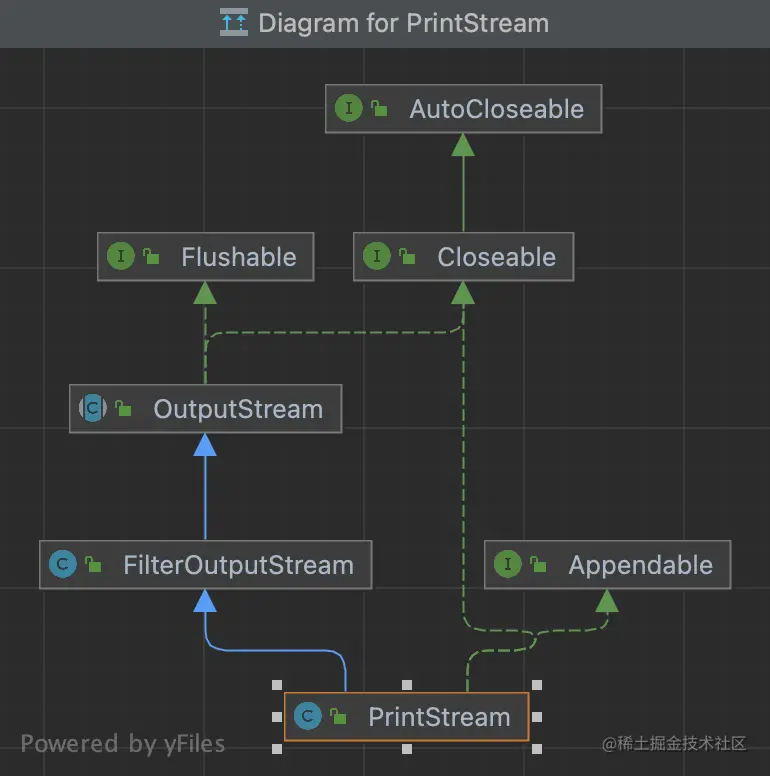 Diagram for PrintStream
I AutoCloseable
I Flushable
I Closeable
C OutputStream
C FilterOutputStream
I Appendable
C PrintStream
Powered by yFiles
@稀土掘金技术社区